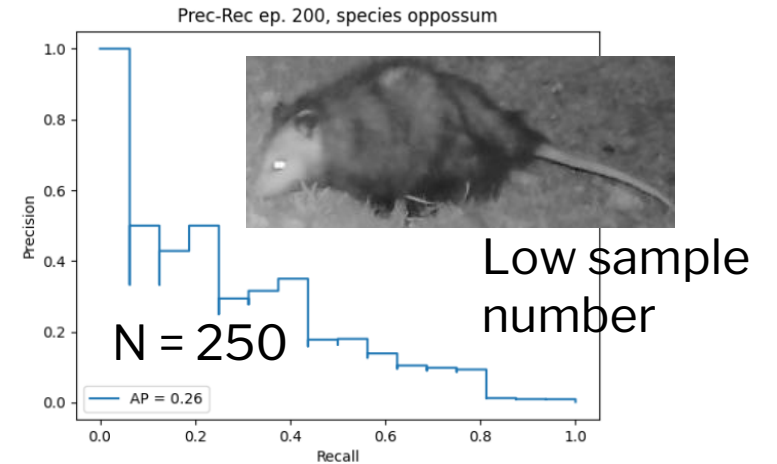 Prec-Rec ep. 200, species oppossum
1.0
0.8
0.6
0.4
0.2
0.0
Precision
Low sample
number
N = 250
AP = 0.26
0.0 0.2 0.4 0.6 0.8 1.0
Recall